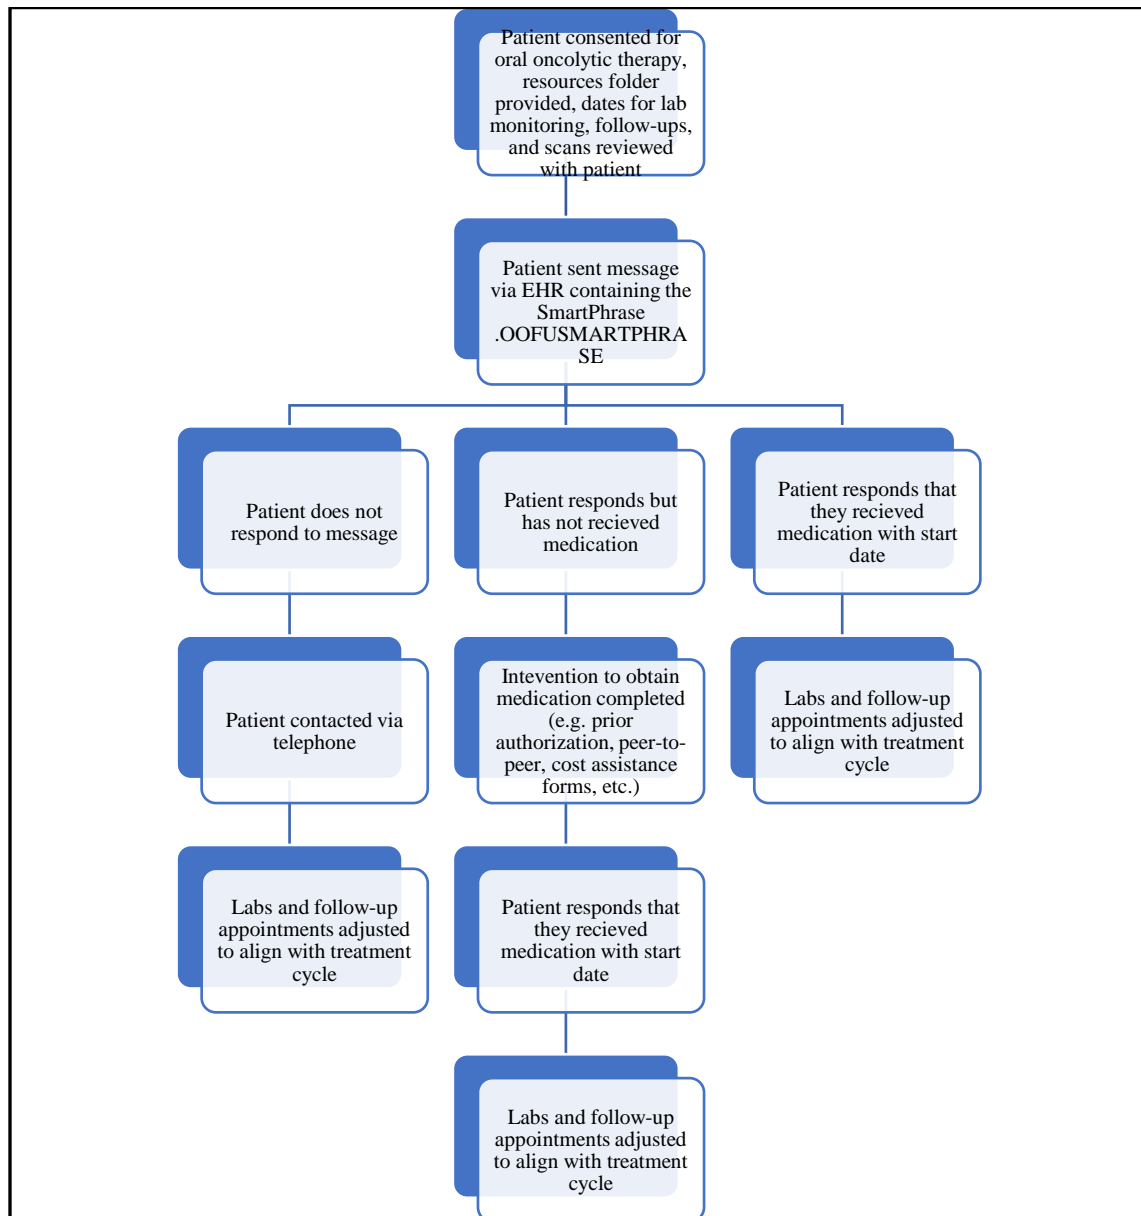 Patient consented for
oral oncolytic therapy,
resources folder
provided, dates for lab
monitoring, follow-ups,
and scans reviewed
with patient
Patient sent message
via EHR containing the
SmartPhrase
.OOFUSMARTPHRA
SE
Patient does not
respond to message
Patient responds but
has not recieved
medication
Patient responds that
they recieved
medication with start
date
Patient contacted via
telephone
Intevention to obtain
medication completed
(e.g. prior
authorization, peer-to-
peer, cost assistance
forms, etc.)
Labs and follow-up
appointments adjusted
to align with treatment
cycle
Labs and follow-up
appointments adjusted
to align with treatment
cycle
Patient responds that
they recieved
medication with start
date
Labs and follow-up
appointments adjusted
to align with treatment
cycle